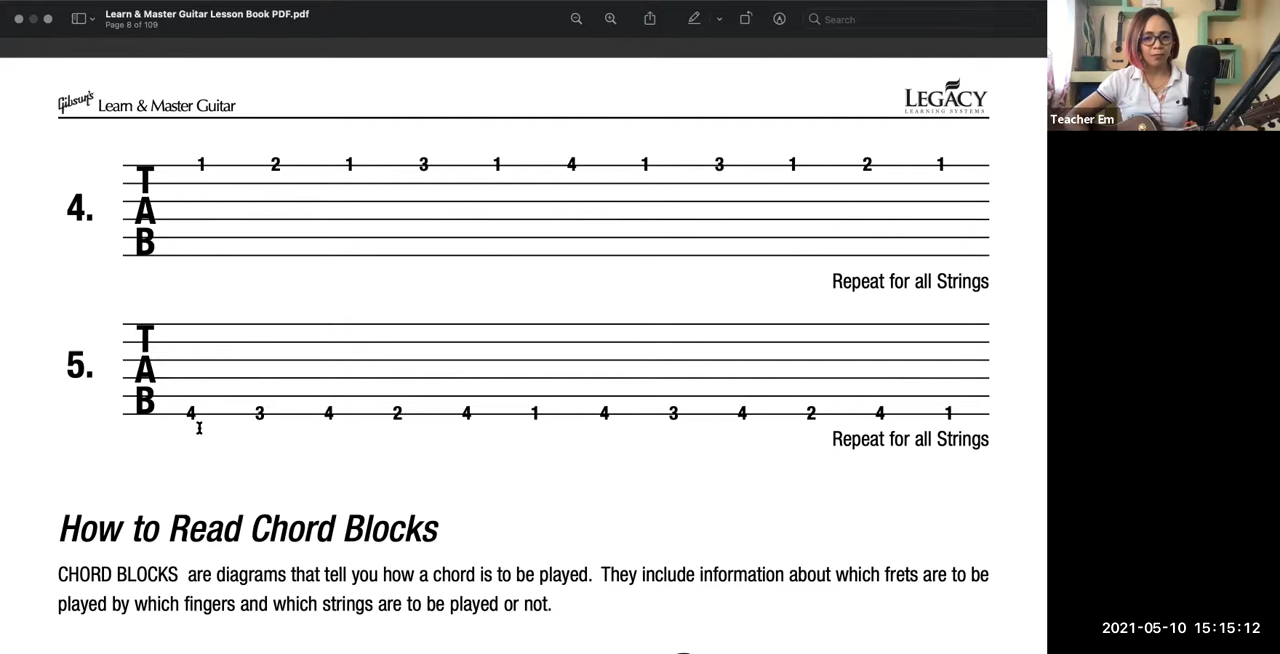 Learn & Master Guitar Lesson Book PDF.pdf
Page 8 of 109
Search
Teacher Em
Gibson's Learn & Master Guitar
LEGACY
LEARNING SYSTEMS
4.
T
A
B
1 2 1 3 1 4 1 3 1 2 1
Repeat for all Strings
5.
T
A
B
4 3 4 2 4 1 4 3 4 2 4 1
Repeat for all Strings
How to Read Chord Blocks
CHORD BLOCKS are diagrams that tell you how a chord is to be played. They include information about which frets are to be
played by which fingers and which strings are to be played or not.
2021-05-10 15:15:12